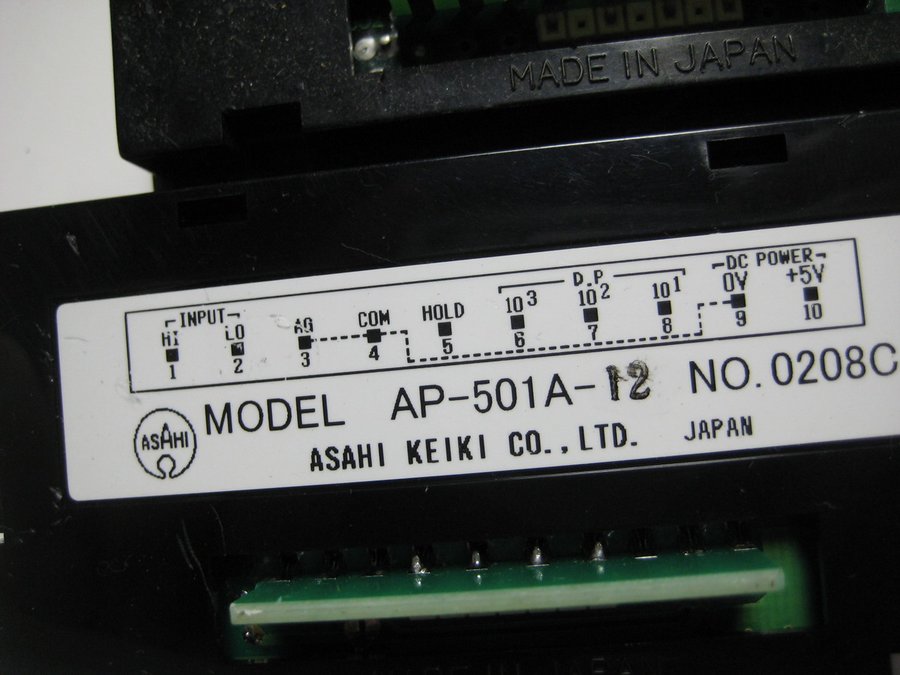 MADE IN JAPAN
INPUT D.P DC POWER
HI LO AG COM HOLD 10³ 10² 10¹ 0V +5V
1 2 3 4 5 6 7 8 9 10
MODEL AP-501A-12 NO. 0208C
ASAHI
ASAHI KEIKI CO., LTD. JAPAN